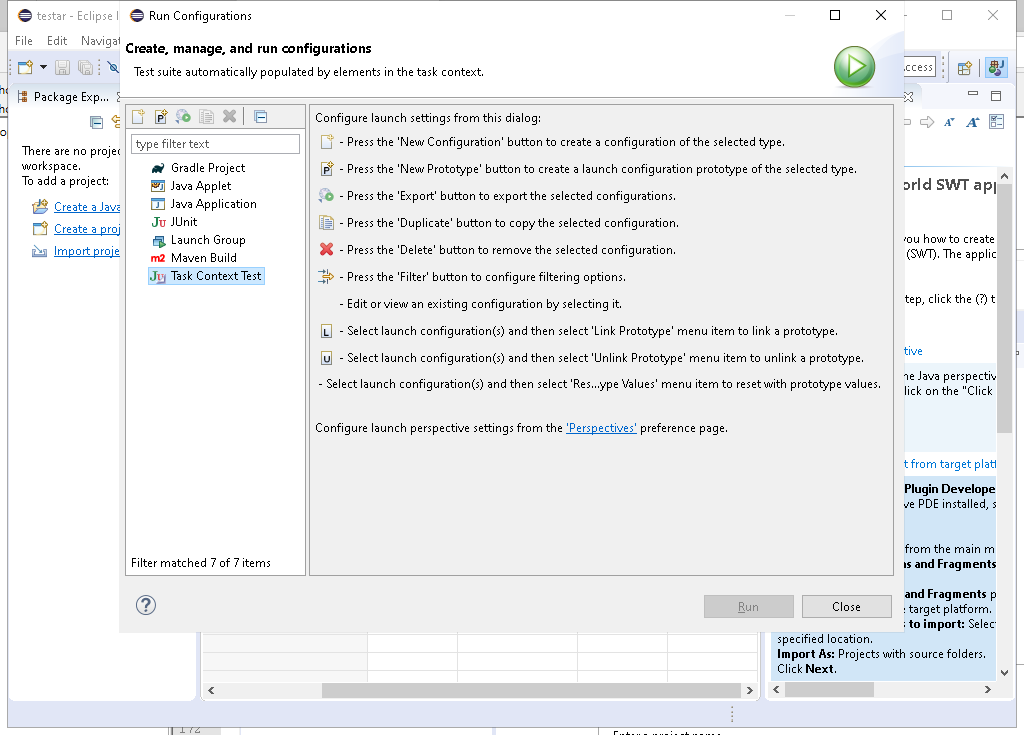 testar - Eclipse I
Run Configurations
File Edit Navigat
Create, manage, and run configurations
Test suite automatically populated by elements in the task context.
ccess
Package Exp...
Configure launch settings from this dialog:
type filter text
- Press the 'New Configuration' button to create a configuration of the selected type.
There are no projec
workspace.
To add a project:
Create a Java
Create a proj
Import proje
Gradle Project
Java Applet
Java Application
JUnit
Launch Group
Maven Build
Task Context Test
- Press the 'New Prototype' button to create a launch configuration prototype of the selected type.
- Press the 'Export' button to export the selected configurations.
- Press the 'Duplicate' button to copy the selected configuration.
- Press the 'Delete' button to remove the selected configuration.
- Press the 'Filter' button to configure filtering options.
- Edit or view an existing configuration by selecting it.
L - Select launch configuration(s) and then select 'Link Prototype' menu item to link a prototype.
U - Select launch configuration(s) and then select 'Unlink Prototype' menu item to unlink a prototype.
- Select launch configuration(s) and then select 'Res...ype Values' menu item to reset with prototype values.
Configure launch perspective settings from the 'Perspectives' preference page.
Filter matched 7 of 7 items
Run
Close
orld SWT app
you how to create
(SWT). The applic
tep, click the (?) t
tive
he Java perspectiv
lick on the "Click
t from target platf
Plugin Develope
ve PDE installed, s
from the main m
ns and Fragments
and Fragments p
e target platform.
s to import: Selec
specified location.
Import As: Projects with source folders.
Click Next.
172
Enter a project name